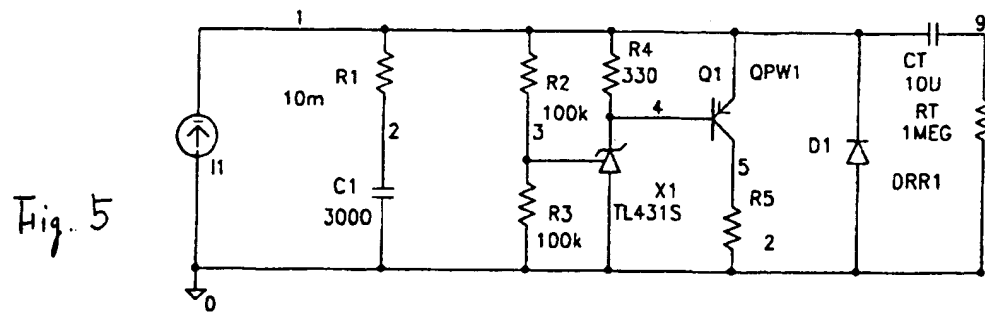 1
9
R1
10m
R2
100k
R4
330
Q1
QPW1
CT
10U
RT
1MEG
2
3
4
5
I1
C1
3000
R3
100k
X1
TL431S
R5
2
D1
DRR1
0
Fig. 5